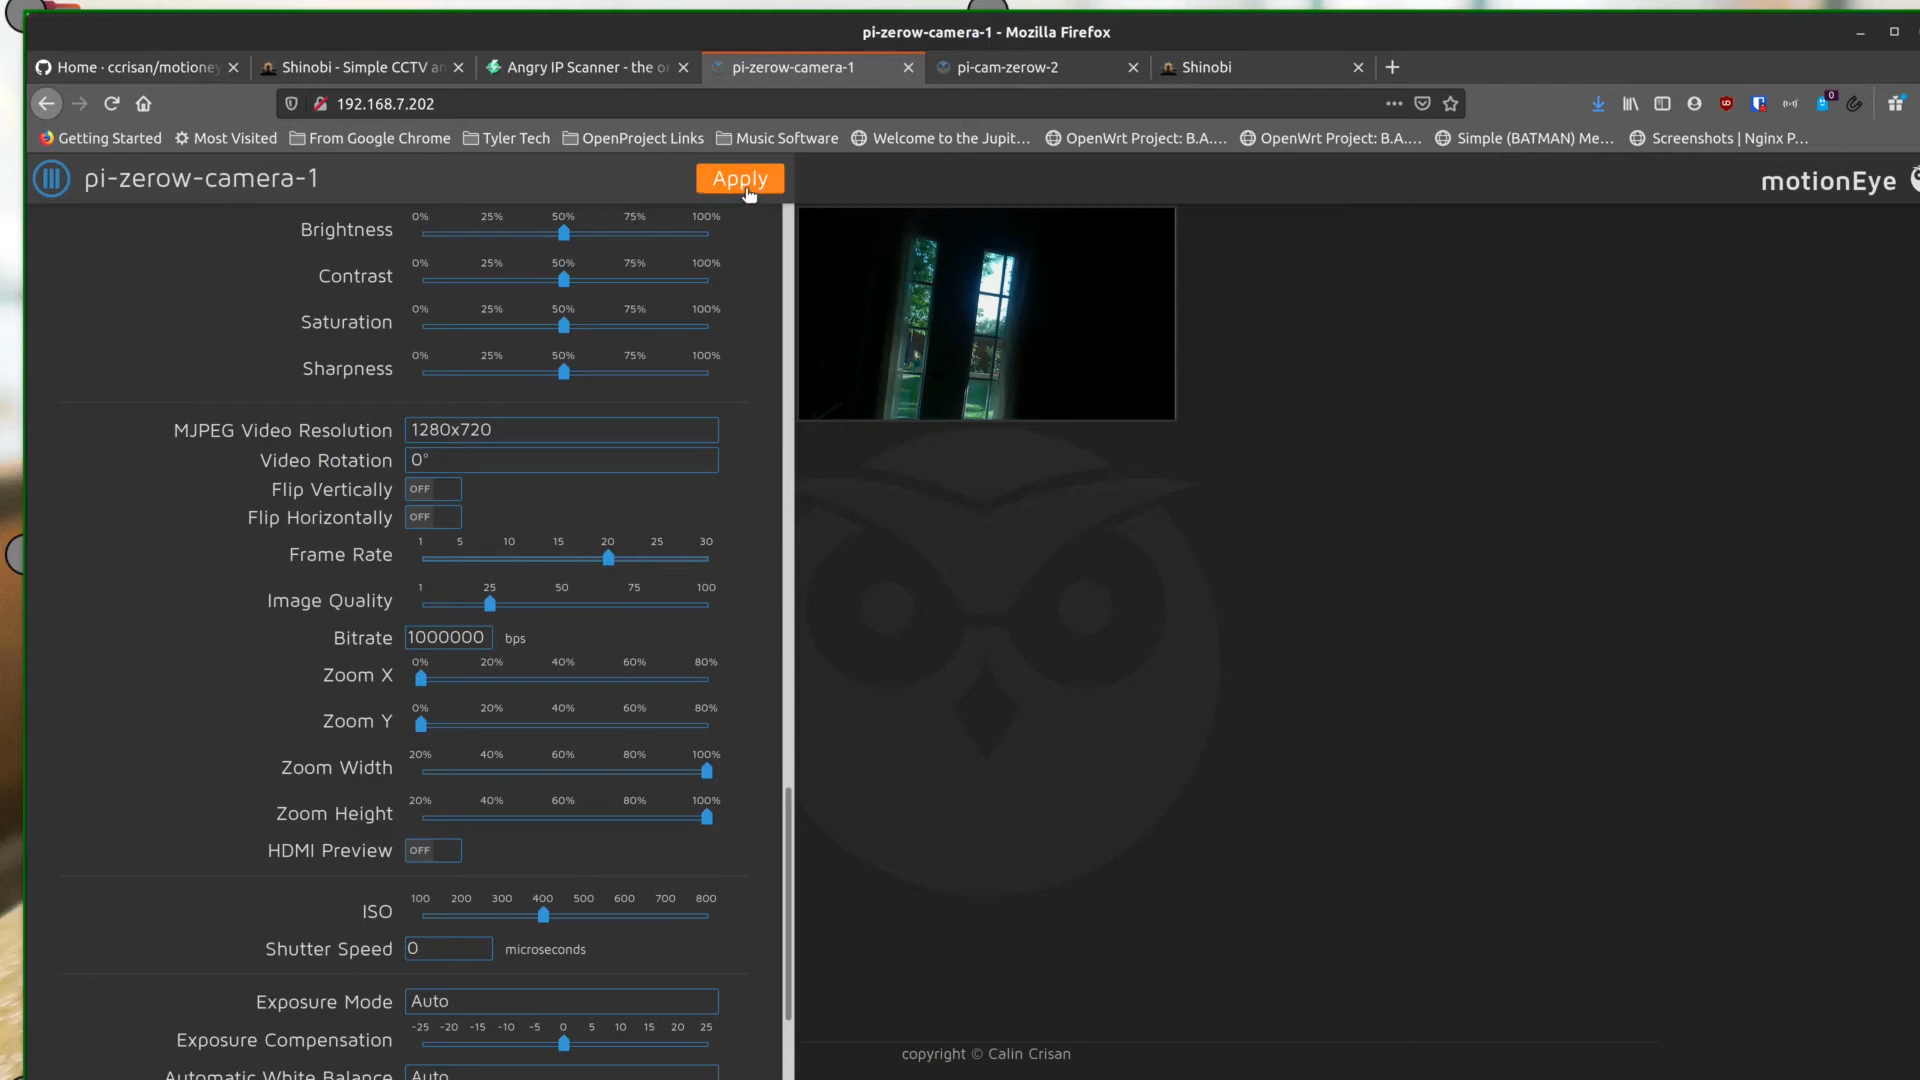 pi-zerow-camera-1 - Mozilla Firefox
Home · ccrisan/motioney
Shinobi - Simple CCTV an
Angry IP Scanner - the or
pi-zerow-camera-1
pi-cam-zerow-2
Shinobi
192.168.7.202
0
Getting Started
Most Visited
From Google Chrome
Tyler Tech
OpenProject Links
Music Software
Welcome to the Jupit...
OpenWrt Project: B.A....
OpenWrt Project: B.A....
Simple (BATMAN) Me...
Screenshots | Nginx P...
pi-zerow-camera-1
Apply
motionEye
0% 25% 50% 75% 100%
Brightness
0% 25% 50% 75% 100%
Contrast
0% 25% 50% 75% 100%
Saturation
0% 25% 50% 75% 100%
Sharpness
MJPEG Video Resolution 1280x720
Video Rotation 0°
Flip Vertically OFF
Flip Horizontally OFF
1 5 10 15 20 25 30
Frame Rate
1 25 50 75 100
Image Quality
Bitrate 1000000 bps
0% 20% 40% 60% 80%
Zoom X
0% 20% 40% 60% 80%
Zoom Y
20% 40% 60% 80% 100%
Zoom Width
20% 40% 60% 80% 100%
Zoom Height
HDMI Preview OFF
100 200 300 400 500 600 700 800
ISO
Shutter Speed 0 microseconds
Exposure Mode Auto
-25 -20 -15 -10 -5 0 5 10 15 20 25
Exposure Compensation
Automatic White Balance Auto
copyright © Calin Crisan